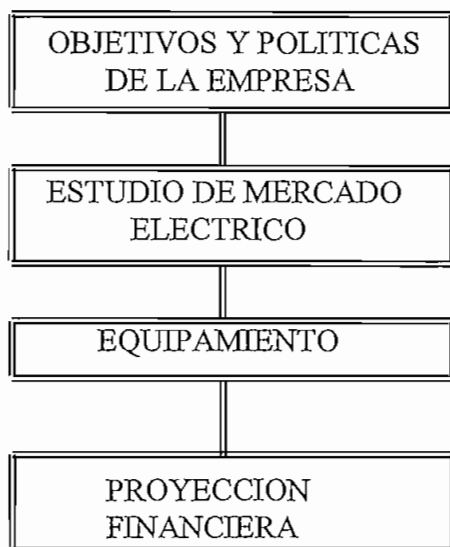 OBJETIVOS Y POLITICAS
DE LA EMPRESA
ESTUDIO DE MERCADO
ELECTRICO
EQUIPAMIENTO
PROYECCION
FINANCIERA